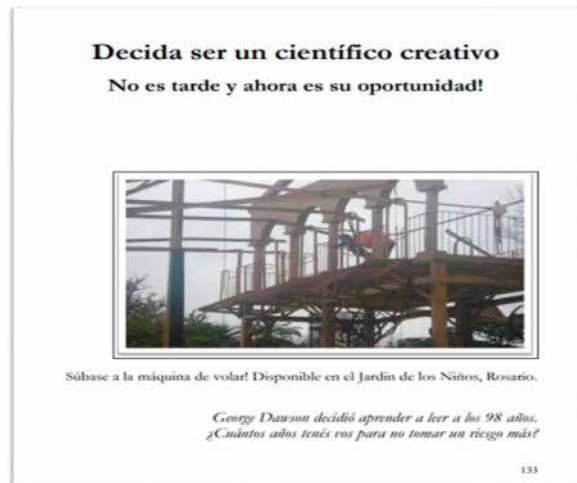 Decida ser un científico creativo
No es tarde y ahora es su oportunidad!
Súbase a la máquina de volar! Disponible en el Jardín de los Niños, Rosario.
George Dawson decidió aprender a leer a los 98 años.
¿Cuántos años tenés vos para no tomar un riesgo más?
133